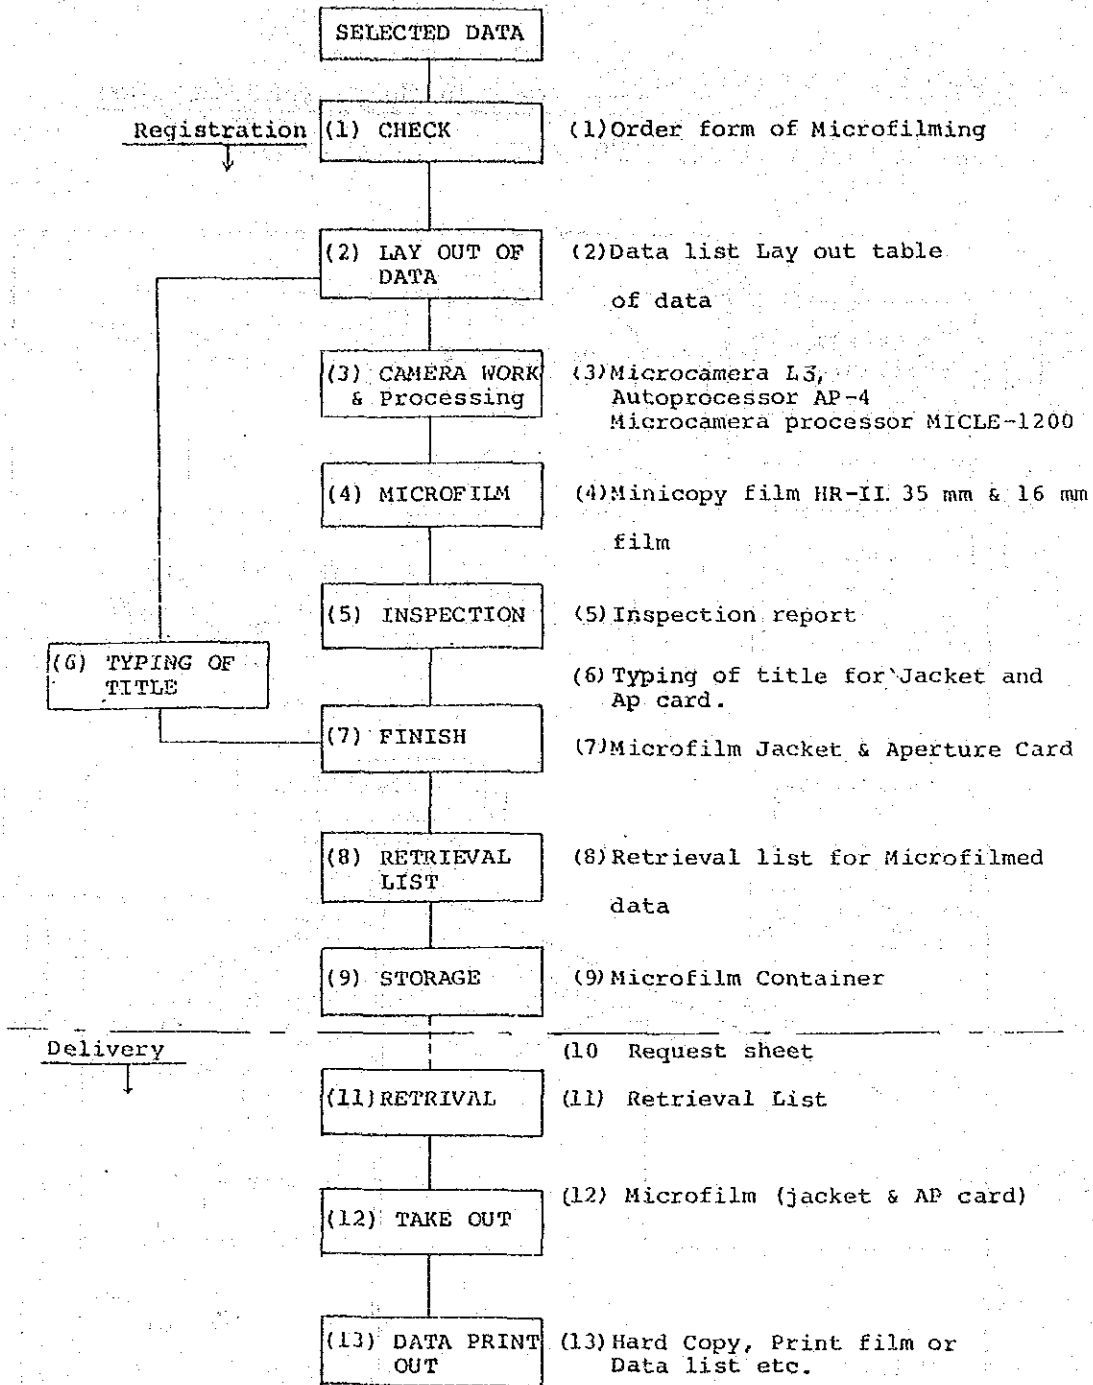 SELECTED DATA
Registration
(1) CHECK
(1)Order form of Microfilming
(2) LAY OUT OF
DATA
(2)Data list Lay out table
of data
(3) CAMERA WORK
& Processing
(3)Microcamera L3,
Autoprocessor AP-4
Microcamera processor MICLE-1200
(4) MICROFILM
(4)Minicopy film HR-II. 35 mm & 16 mm
film
(5) INSPECTION
(5)Inspection report
(6) TYPING OF
TITLE
(6)Typing of title for Jacket and
Ap card.
(7) FINISH
(7)Microfilm Jacket & Aperture Card
(8) RETRIEVAL
LIST
(8)Retrieval list for Microfilmed
data
(9) STORAGE
(9)Microfilm Container
Delivery
(10 Request sheet
(11)RETRIVAL
(11) Retrieval List
(12) TAKE OUT
(12) Microfilm (jacket & AP card)
(13) DATA PRINT
OUT
(13)Hard Copy, Print film or
Data list etc.